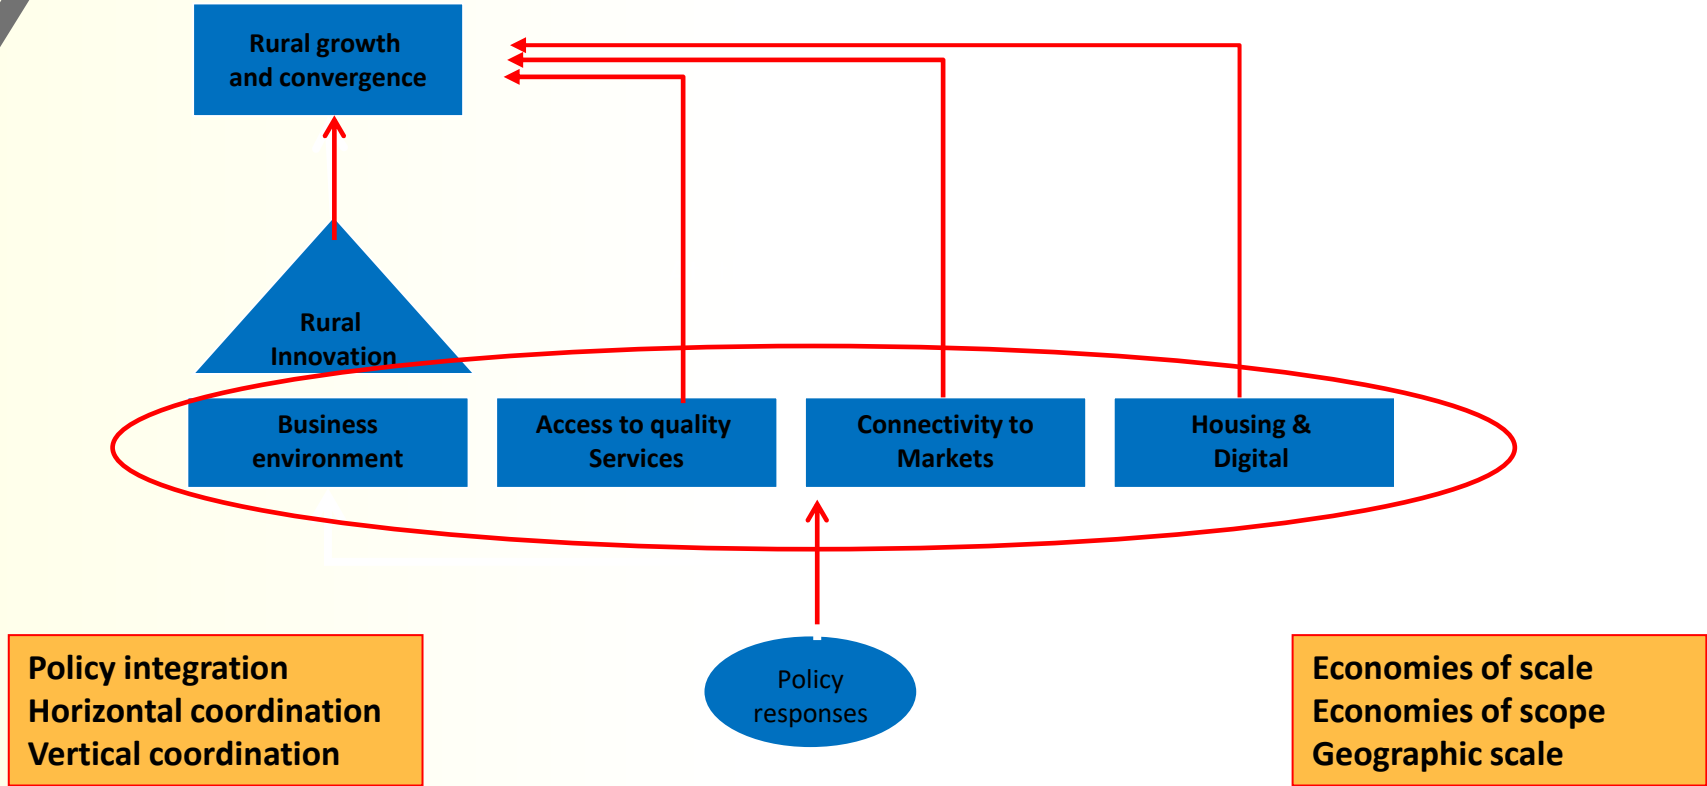 Rural growth
and convergence
Rural
Innovation
Business
environment
Access to quality
Services
Connectivity to
Markets
Housing &
Digital
Policy
responses
Policy integration
Horizontal coordination
Vertical coordination
Economies of scale
Economies of scope
Geographic scale